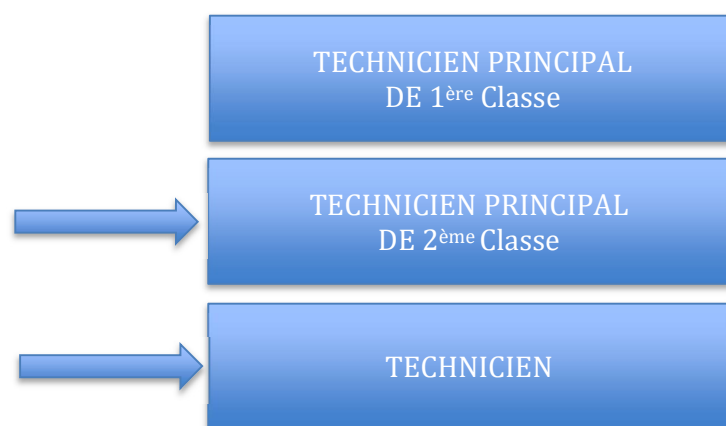 TECHNICIEN PRINCIPAL
DE 1ère Classe
TECHNICIEN PRINCIPAL
DE 2ème Classe
TECHNICIEN